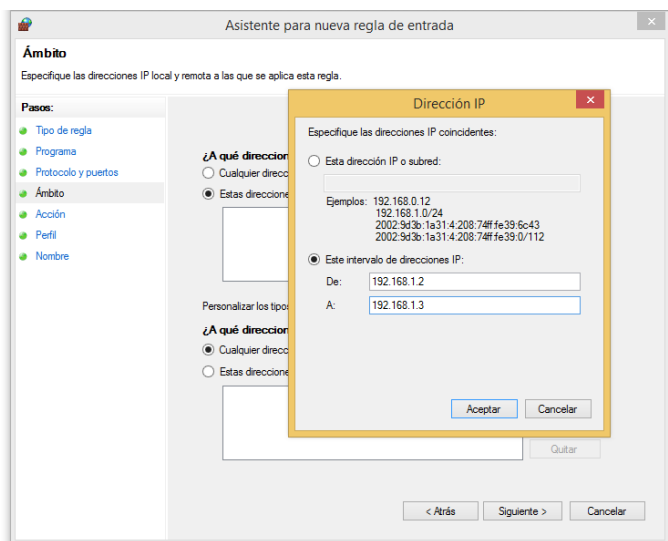 Asistente para nueva regla de entrada
Ámbito
Especifique las direcciones IP local y remota a las que se aplica esta regla.
Pasos:
Tipo de regla
Programa
Protocolo y puertos
Ámbito
Acción
Perfil
Nombre
¿A qué direccion
Cualquier direcc
Estas direccione
Personalizar los tipos
¿A qué direccion
Cualquier direcc
Estas direccione
Quitar
< Atrás
Siguiente >
Cancelar
Dirección IP
Especifique las direcciones IP coincidentes:
Esta dirección IP o subred:
Ejemplos: 192.168.0.12
192.168.1.0/24
2002:9d3b:1a31:4:208:74ff:fe39:6c43
2002:9d3b:1a31:4:208:74ff:fe39:0/112
Este intervalo de direcciones IP:
De: 192.168.1.2
A: 192.168.1.3
Aceptar
Cancelar